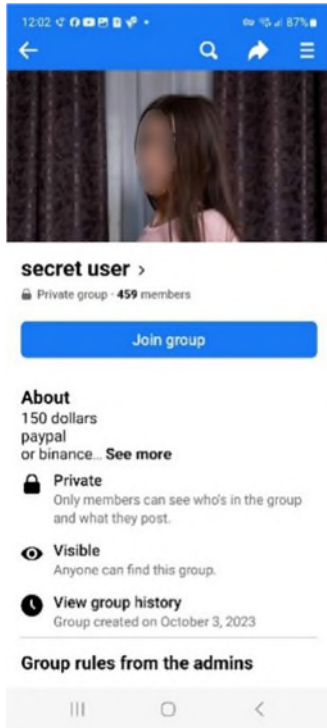 12:02
87%
secret user >
Private group · 459 members
Join group
About
150 dollars
paypal
or binance... See more
Private
Only members can see who's in the group
and what they post.
Visible
Anyone can find this group.
View group history
Group created on October 3, 2023
Group rules from the admins